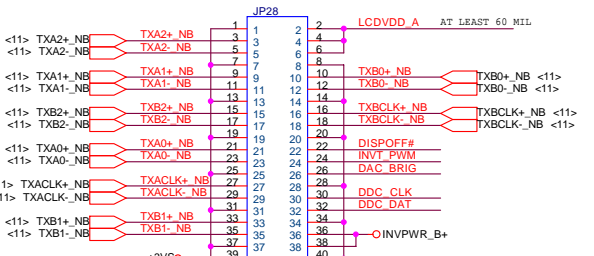 JP28
LCDVDD_A AT LEAST 60 MIL
1 1 2 2
<11> TXA2+_NB TXA2+_NB 3 3 4 4
<11> TXA2-_NB TXA2-_NB 5 5 6 6
7 7 8 8
<11> TXA1+_NB TXA1+_NB 9 9 10 10 TXB0+_NB TXB0+_NB <11>
<11> TXA1-_NB TXA1-_NB 11 11 12 12 TXB0-_NB TXB0-_NB <11>
13 13 14 14
<11> TXB2+_NB TXB2+_NB 15 15 16 16 TXBCLK+_NB TXBCLK+_NB <11>
<11> TXB2-_NB TXB2-_NB 17 17 18 18 TXBCLK-_NB TXBCLK-_NB <11>
19 19 20 20
<11> TXA0+_NB TXA0+_NB 21 21 22 22 DISPOFF#
<11> TXA0-_NB TXA0-_NB 23 23 24 24 INVT_PWM
25 25 26 26 DAC_BRIG
1> TXACLK+_NB TXACLK+_NB 27 27 28 28
11> TXACLK-_NB TXACLK-_NB 29 29 30 30 DDC_CLK
31 31 32 32 DDC_DAT
<11> TXB1+_NB TXB1+_NB 33 33 34 34
<11> TXB1-_NB TXB1-_NB 35 35 36 36 INVPWR_B+
37 37 38 38
39 40